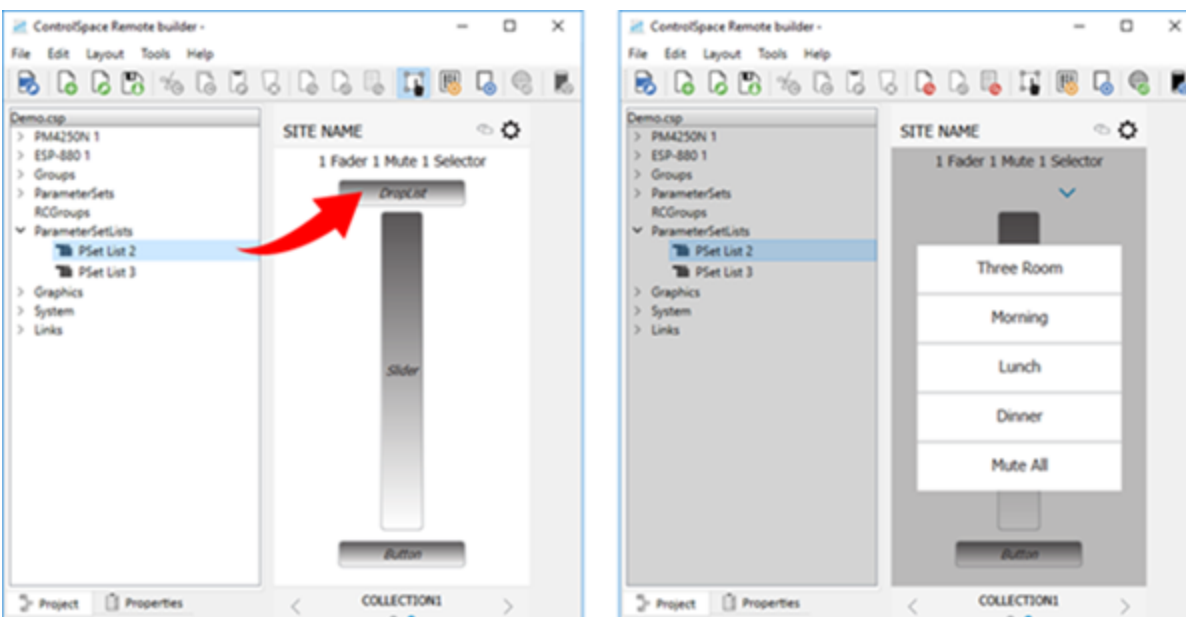 ControlSpace Remote builder -
File Edit Layout Tools Help
Demo.csp
PM4250N 1
ESP-880 1
Groups
ParameterSets
RCGroups
ParameterSetLists
PSet List 2
PSet List 3
Graphics
System
Links
Project Properties
SITE NAME
1 Fader 1 Mute 1 Selector
DropList
Slider
Button
COLLECTION1
ControlSpace Remote builder -
File Edit Layout Tools Help
Demo.csp
PM4250N 1
ESP-880 1
Groups
ParameterSets
RCGroups
ParameterSetLists
PSet List 2
PSet List 3
Graphics
System
Links
Project Properties
SITE NAME
1 Fader 1 Mute 1 Selector
Three Room
Morning
Lunch
Dinner
Mute All
Button
COLLECTION1